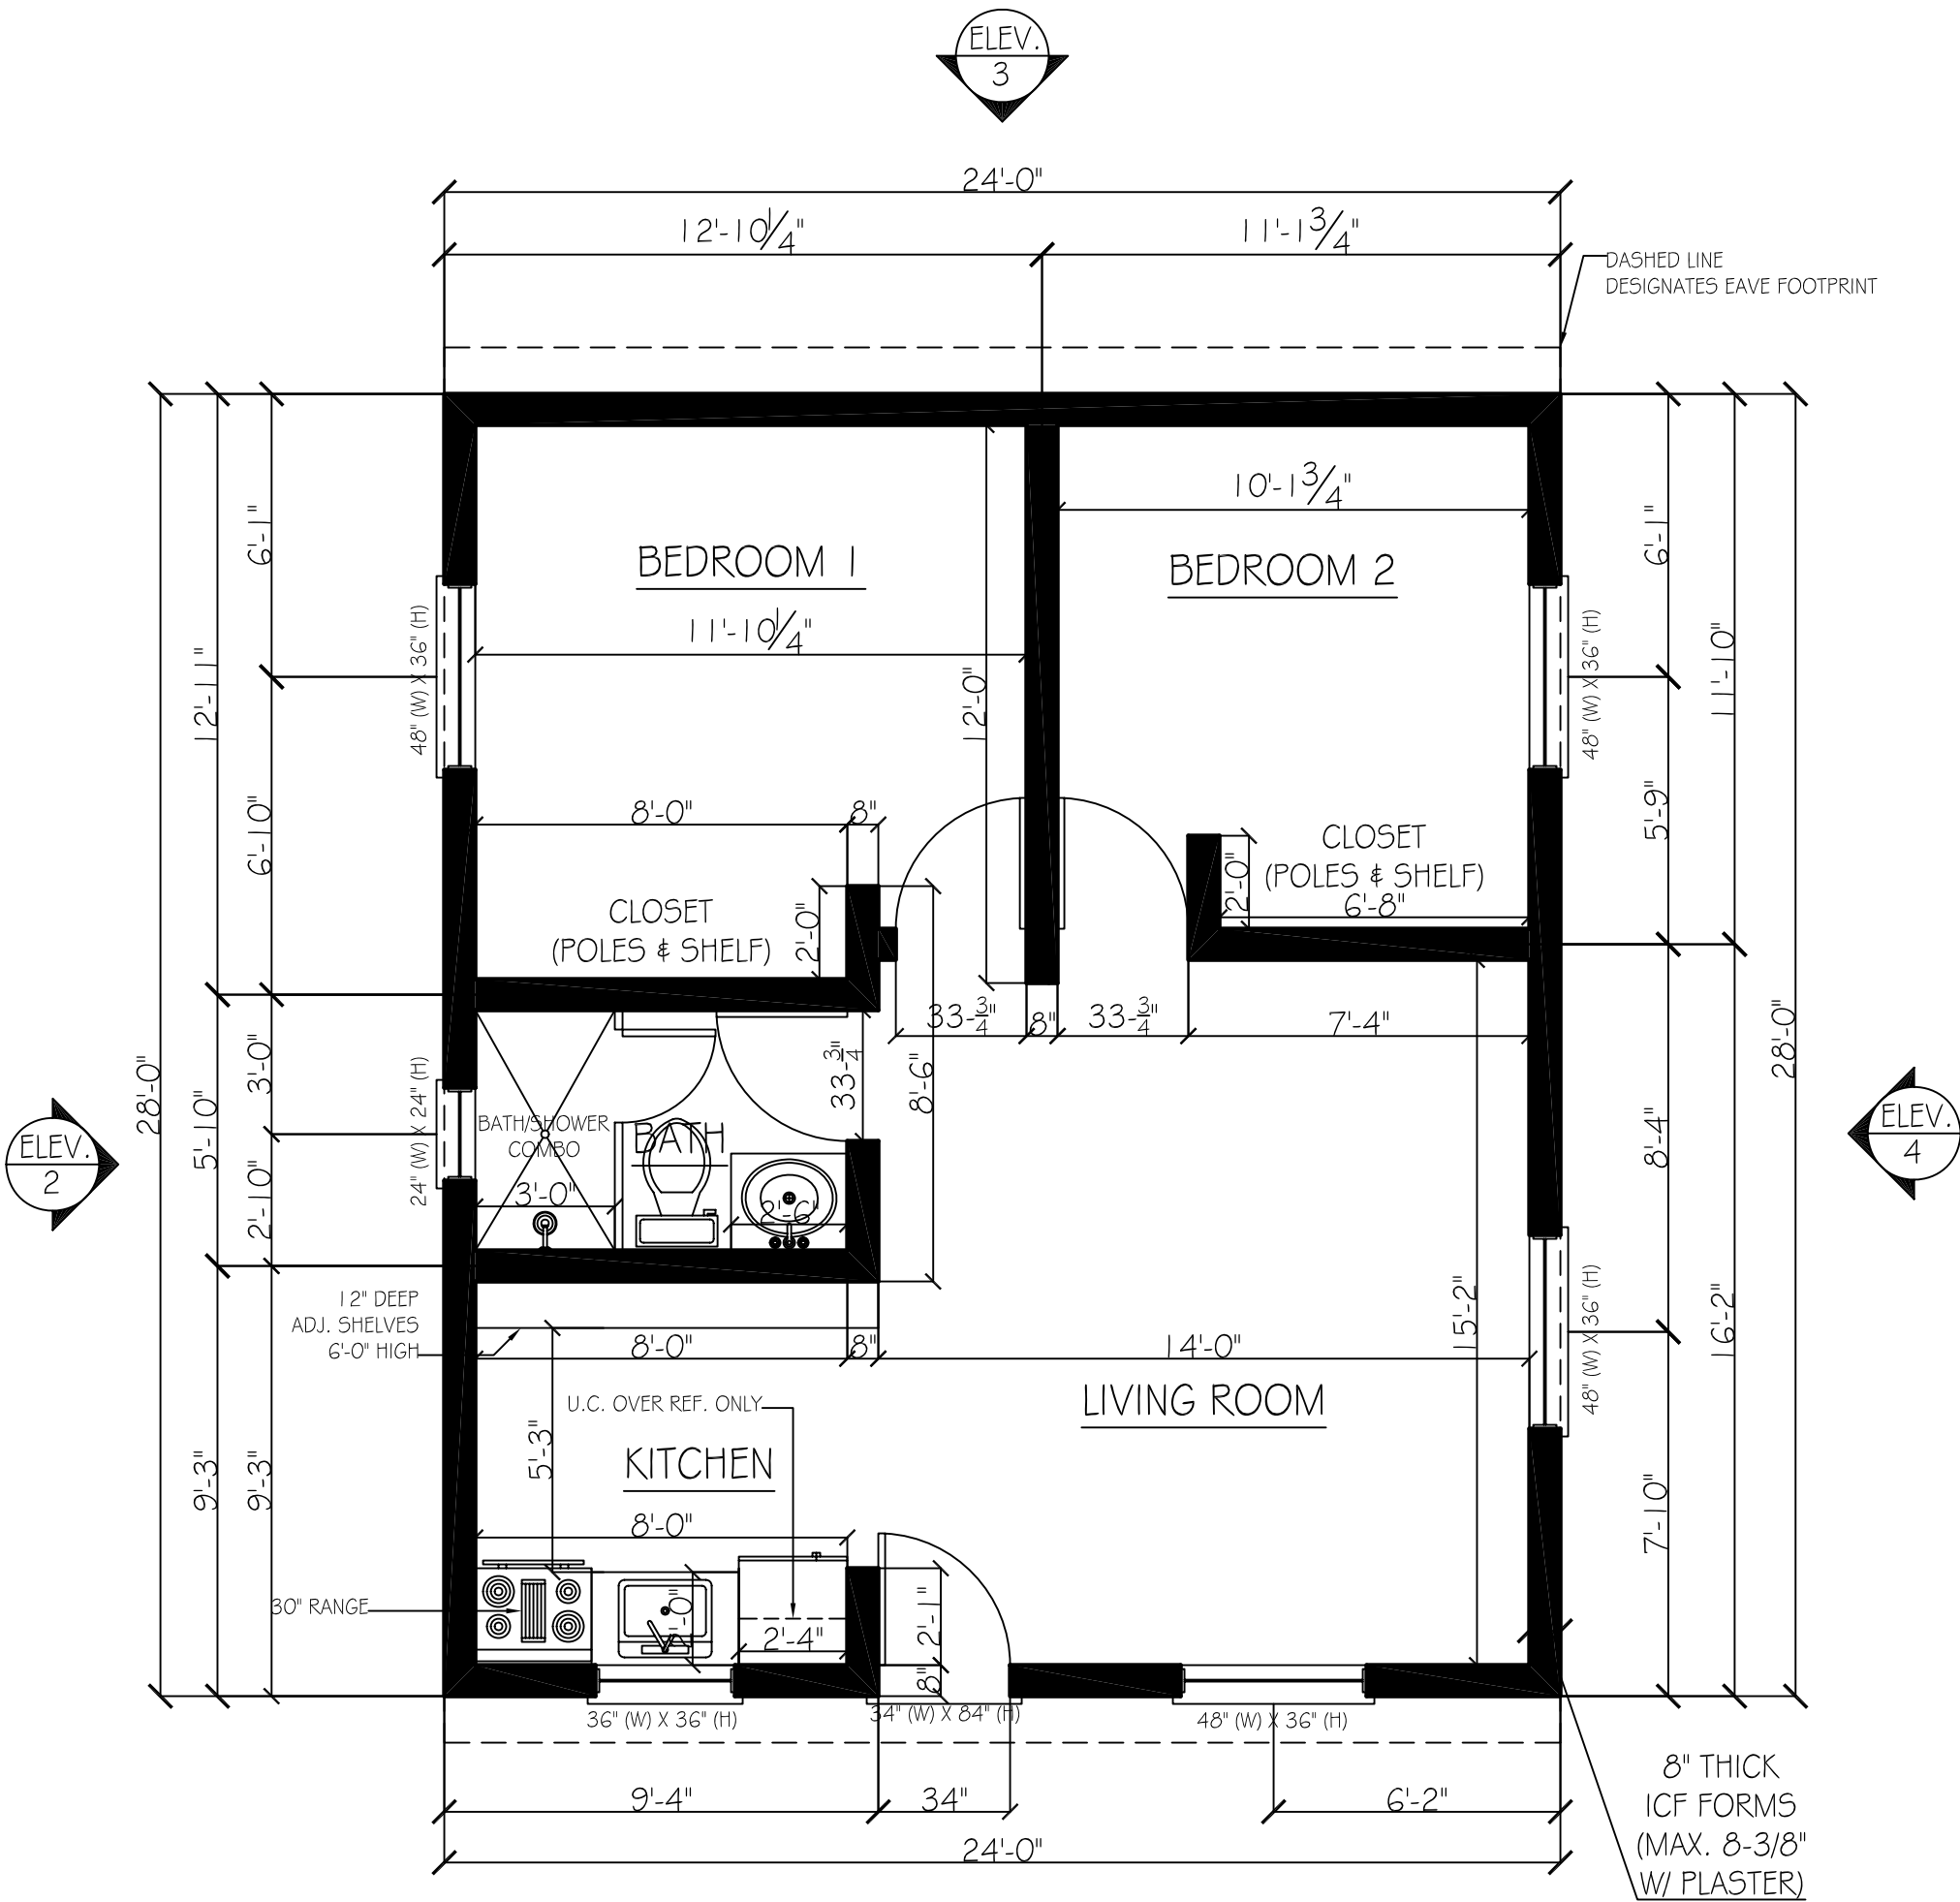 ELEV.
3
24'-0"
12'-10 1/4"
11'-1 3/4"
DASHED LINE
DESIGNATES EAVE FOOTPRINT
10'-1 3/4"
6'-1"
6'-1"
BEDROOM 1
BEDROOM 2
48" (W) X 36" (H)
11'-10 1/4"
48" (W) X 36" (H)
12'-11"
12'-0"
11'-10"
6'-10"
8'-0"
8"
5'-9"
CLOSET
(POLES & SHELF)
2'-0"
6'-8"
CLOSET
(POLES & SHELF)
2'-0"
33-3/4"
8"
33-3/4"
7'-4"
28'-0"
5'-10"
3'-0"
24" (W) X 24" (H)
33-3/4"
8'-6"
8'-4"
28'-0"
ELEV.
2
BATH/SHOWER
COMBO
BATH
ELEV.
4
2'-10"
3'-0"
2'-6"
12" DEEP
ADJ. SHELVES
6'-0" HIGH
8'-0"
8"
14'-0"
15'-2"
48" (W) X 36" (H)
16'-2"
U.C. OVER REF. ONLY
LIVING ROOM
9'-3"
9'-3"
5'-3"
KITCHEN
7'-10"
8'-0"
30" RANGE
2'-4"
2'-1"
8"
36" (W) X 36" (H)
34" (W) X 84" (H)
48" (W) X 36" (H)
8" THICK
ICF FORMS
(MAX. 8-3/8"
W/ PLASTER)
9'-4"
34"
6'-2"
24'-0"